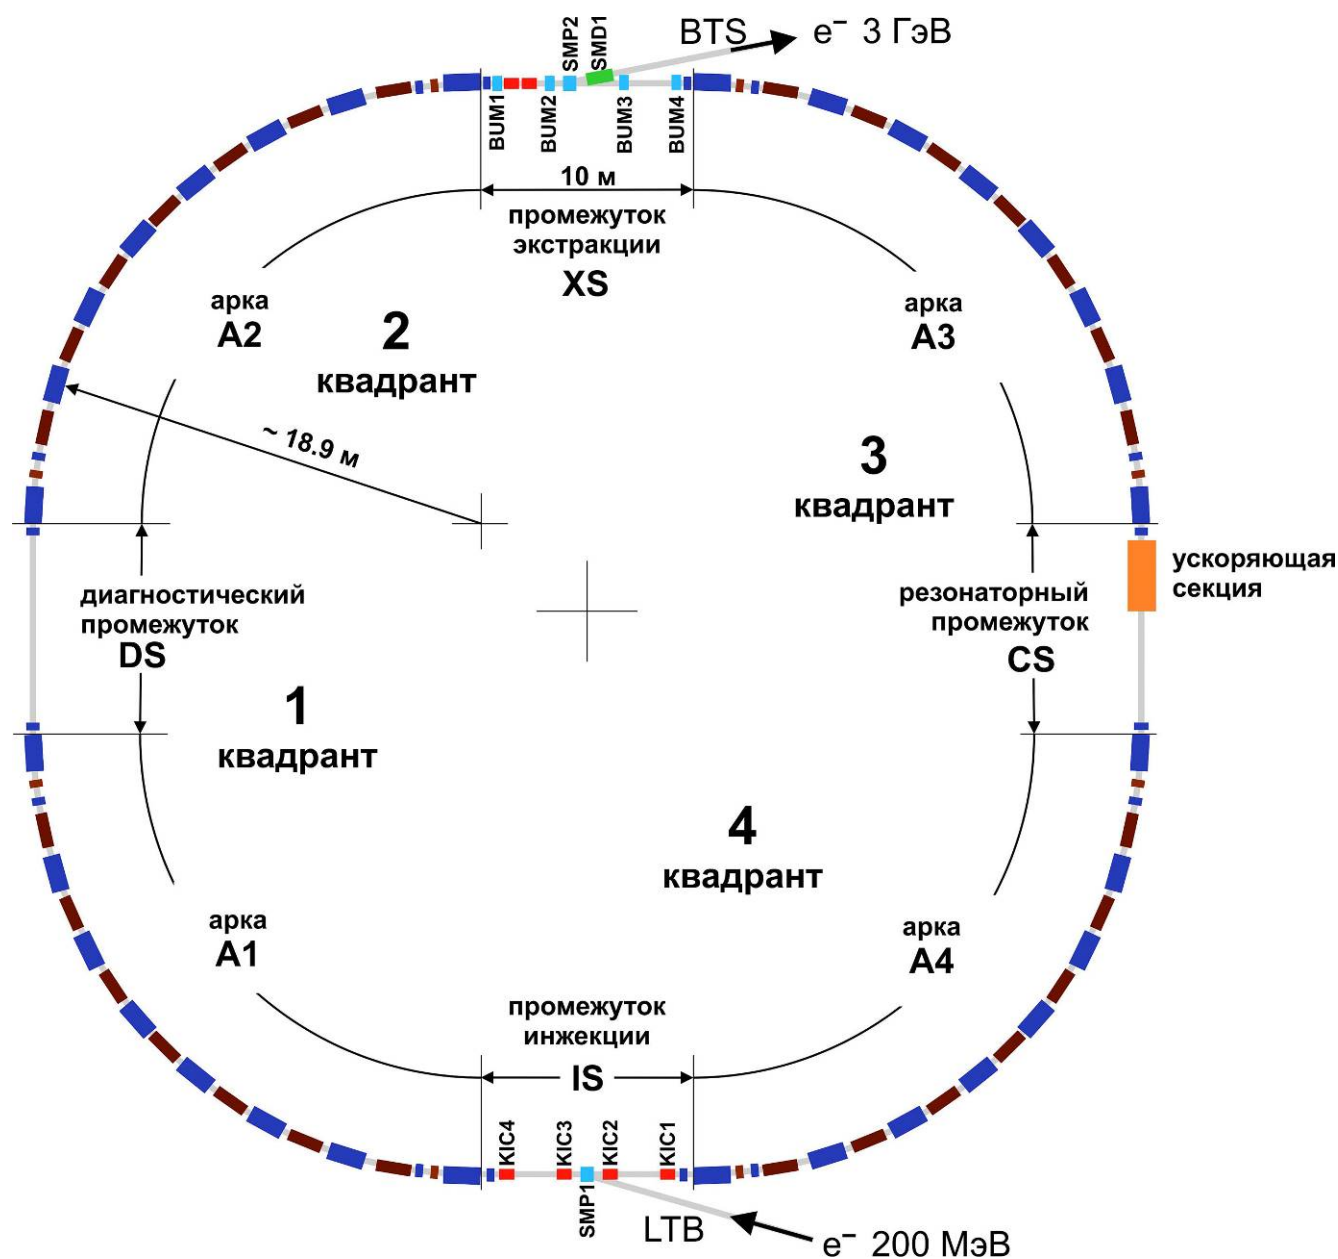 SMP2
SMD1
BTS
e⁻ 3 ГэВ
BUM1
BUM2
BUM3
BUM4
10 м
промежуток
экстракции
XS
арка
A2
2
квадрант
арка
A3
~ 18.9 м
3
квадрант
диагностический
промежуток
DS
резонаторный
промежуток
CS
ускоряющая
секция
1
квадрант
4
квадрант
арка
A1
арка
A4
промежуток
инжекции
IS
KIC4
KIC3
KIC2
KIC1
SMP1
LTB
e⁻ 200 МэВ